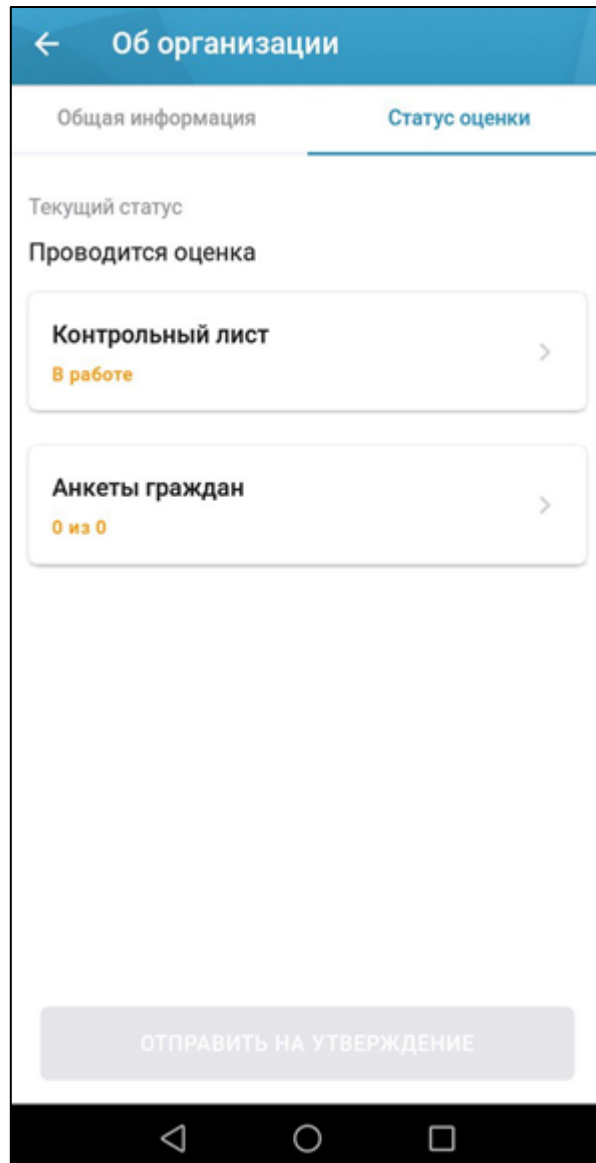 Об организации
Общая информация
Статус оценки
Текущий статус
Проводится оценка
Контрольный лист
В работе
Анкеты граждан
0 из 0
ОТПРАВИТЬ НА УТВЕРЖДЕНИЕ